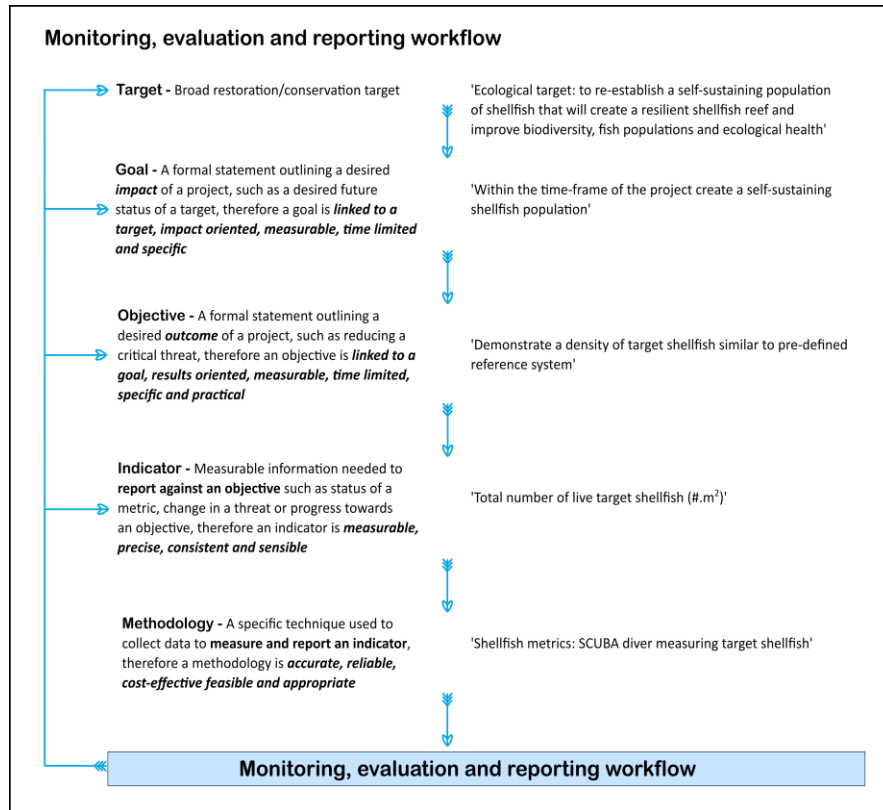 Monitoring, evaluation and reporting workflow
Target - Broad restoration/conservation target
'Ecological target: to re-establish a self-sustaining population
of shellfish that will create a resilient shellfish reef and
improve biodiversity, fish populations and ecological health'
Goal - A formal statement outlining a desired
impact of a project, such as a desired future
status of a target, therefore a goal is linked to a
target, impact oriented, measurable, time limited
and specific
'Within the time-frame of the project create a self-sustaining
shellfish population'
Objective - A formal statement outlining a
desired outcome of a project, such as reducing a
critical threat, therefore an objective is linked to a
goal, results oriented, measurable, time limited,
specific and practical
'Demonstrate a density of target shellfish similar to pre-defined
reference system'
Indicator - Measurable information needed to
report against an objective such as status of a
metric, change in a threat or progress towards
an objective, therefore an indicator is measurable,
precise, consistent and sensible
'Total number of live target shellfish (#.m²)'
Methodology - A specific technique used to
collect data to measure and report an indicator,
therefore a methodology is accurate, reliable,
cost-effective feasible and appropriate
'Shellfish metrics: SCUBA diver measuring target shellfish'
Monitoring, evaluation and reporting workflow